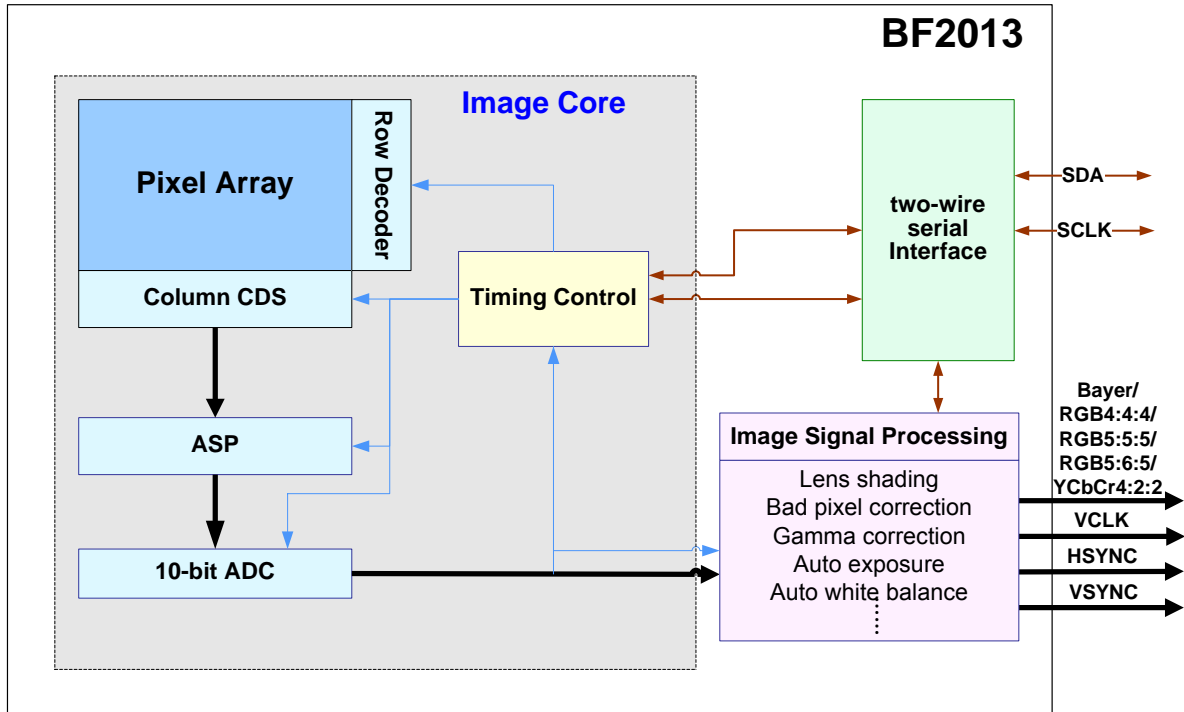 BF2013
Image Core
Pixel Array
Row Decoder
Column CDS
Timing Control
ASP
10-bit ADC
two-wire
serial
Interface
SDA
SCLK
Image Signal Processing
Lens shading
Bad pixel correction
Gamma correction
Auto exposure
Auto white balance
Bayer/
RGB4:4:4/
RGB5:5:5/
RGB5:6:5/
YCbCr4:2:2
VCLK
HSYNC
VSYNC